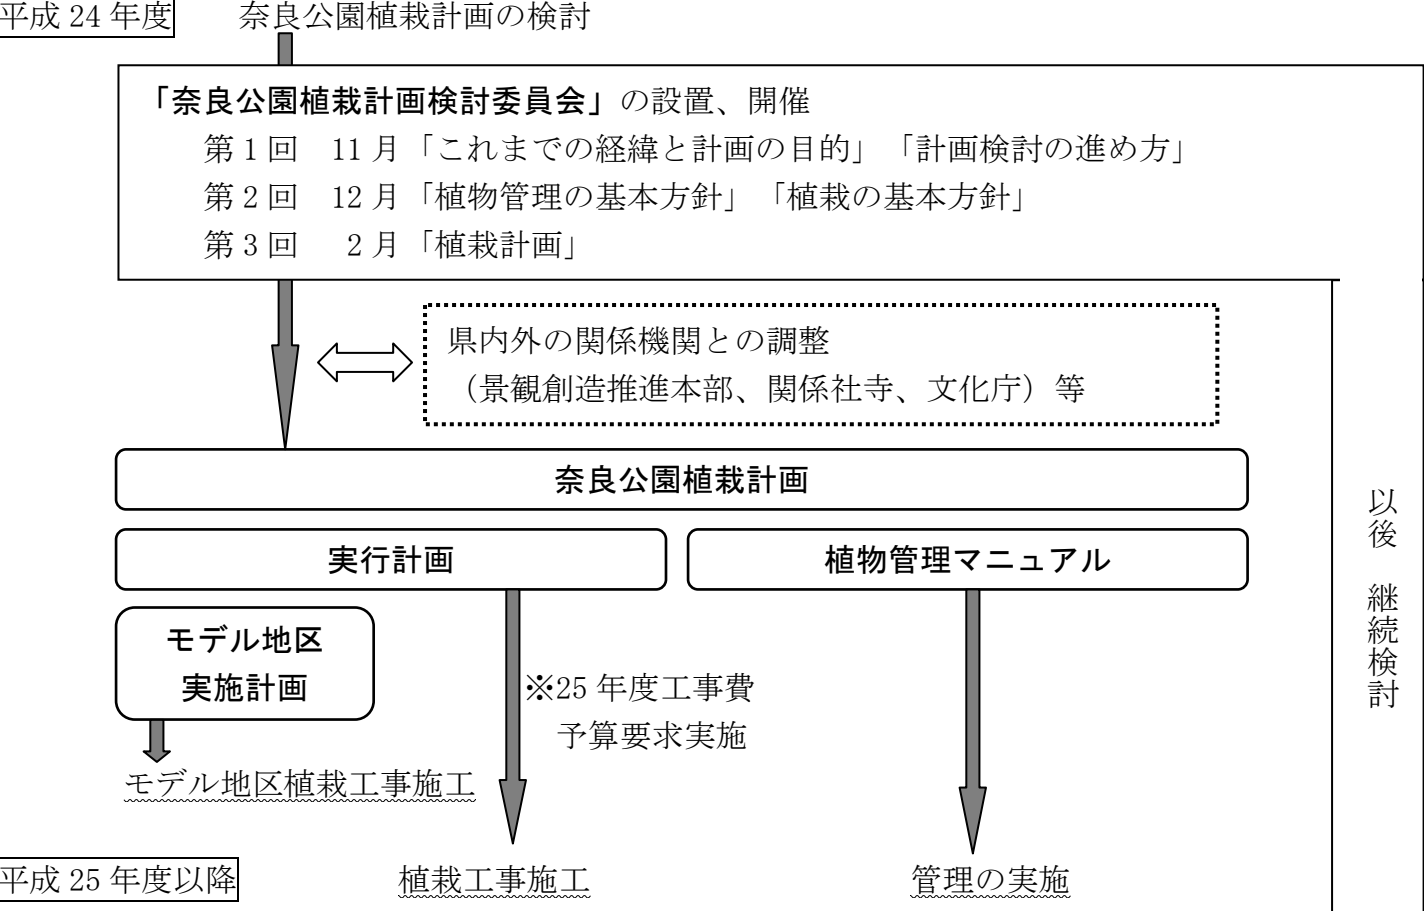 平成 24 年度
奈良公園植栽計画の検討
「奈良公園植栽計画検討委員会」の設置、開催
第 1 回　11 月「これまでの経緯と計画の目的」「計画検討の進め方」
第 2 回　12 月「植物管理の基本方針」「植栽の基本方針」
第 3 回　2 月「植栽計画」
県内外の関係機関との調整
（景観創造推進本部、関係社寺、文化庁）等
奈良公園植栽計画
実行計画
植物管理マニュアル
モデル地区
実施計画
※25 年度工事費
予算要求実施
モデル地区植栽工事施工
以後　継続検討
平成 25 年度以降
植栽工事施工
管理の実施